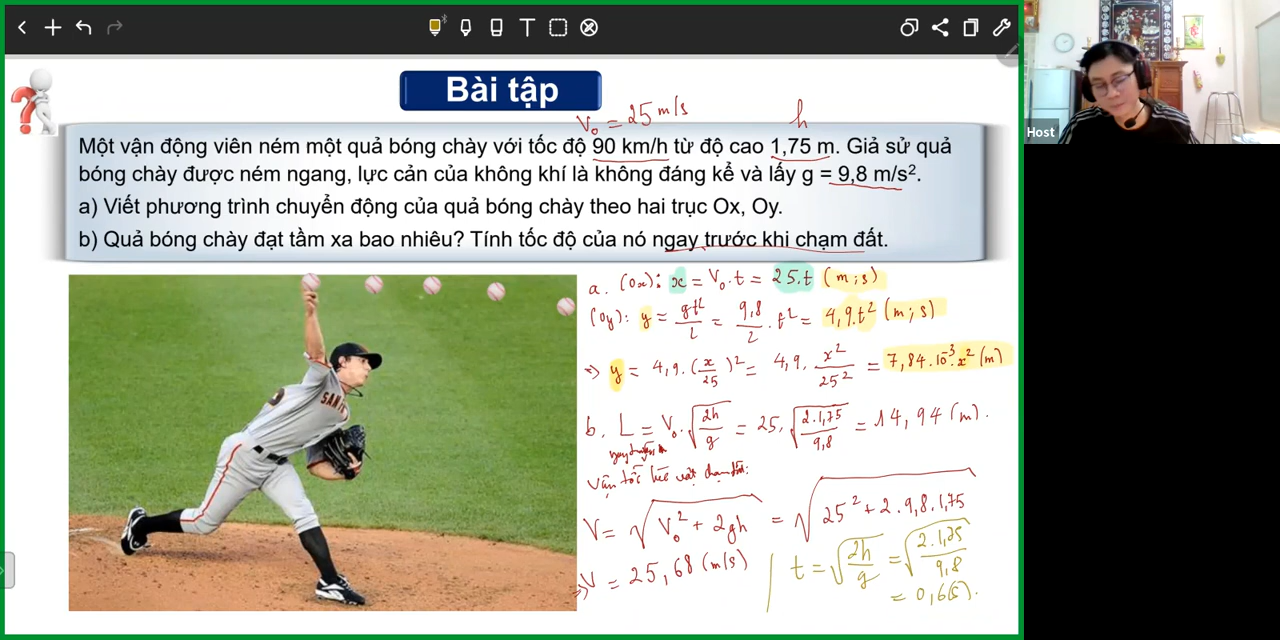 Bài tập
V₀ = 25 m/s
h
Một vận động viên ném một quả bóng chày với tốc độ 90 km/h từ độ cao 1,75 m. Giả sử quả
bóng chày được ném ngang, lực cản của không khí là không đáng kể và lấy g = 9,8 m/s².
a) Viết phương trình chuyển động của quả bóng chày theo hai trục Ox, Oy.
b) Quả bóng chày đạt tầm xa bao nhiêu? Tính tốc độ của nó ngay trước khi chạm đất.
Host
SAN
a. (Ox): x = V₀.t = 25.t (m;s)
(Oy): y = gt²/2 = 9,8/2 . t² = 4,9.t² (m;s)
=> y = 4,9.(x/25)² = 4,9. x²/25² = 7,84.10⁻³.x² (m)
b. L = V₀.√(2h/g) = 25.√(2.1,75/9,8) = 14,94 (m).
vận tốc vật chạm đất:
V = √(V₀² + 2gh) = √(25² + 2.9,8.1,75)
=> V = 25,68 (m/s)
t = √(2h/g) = √(2.1,75/9,8)
= 0,6(s).